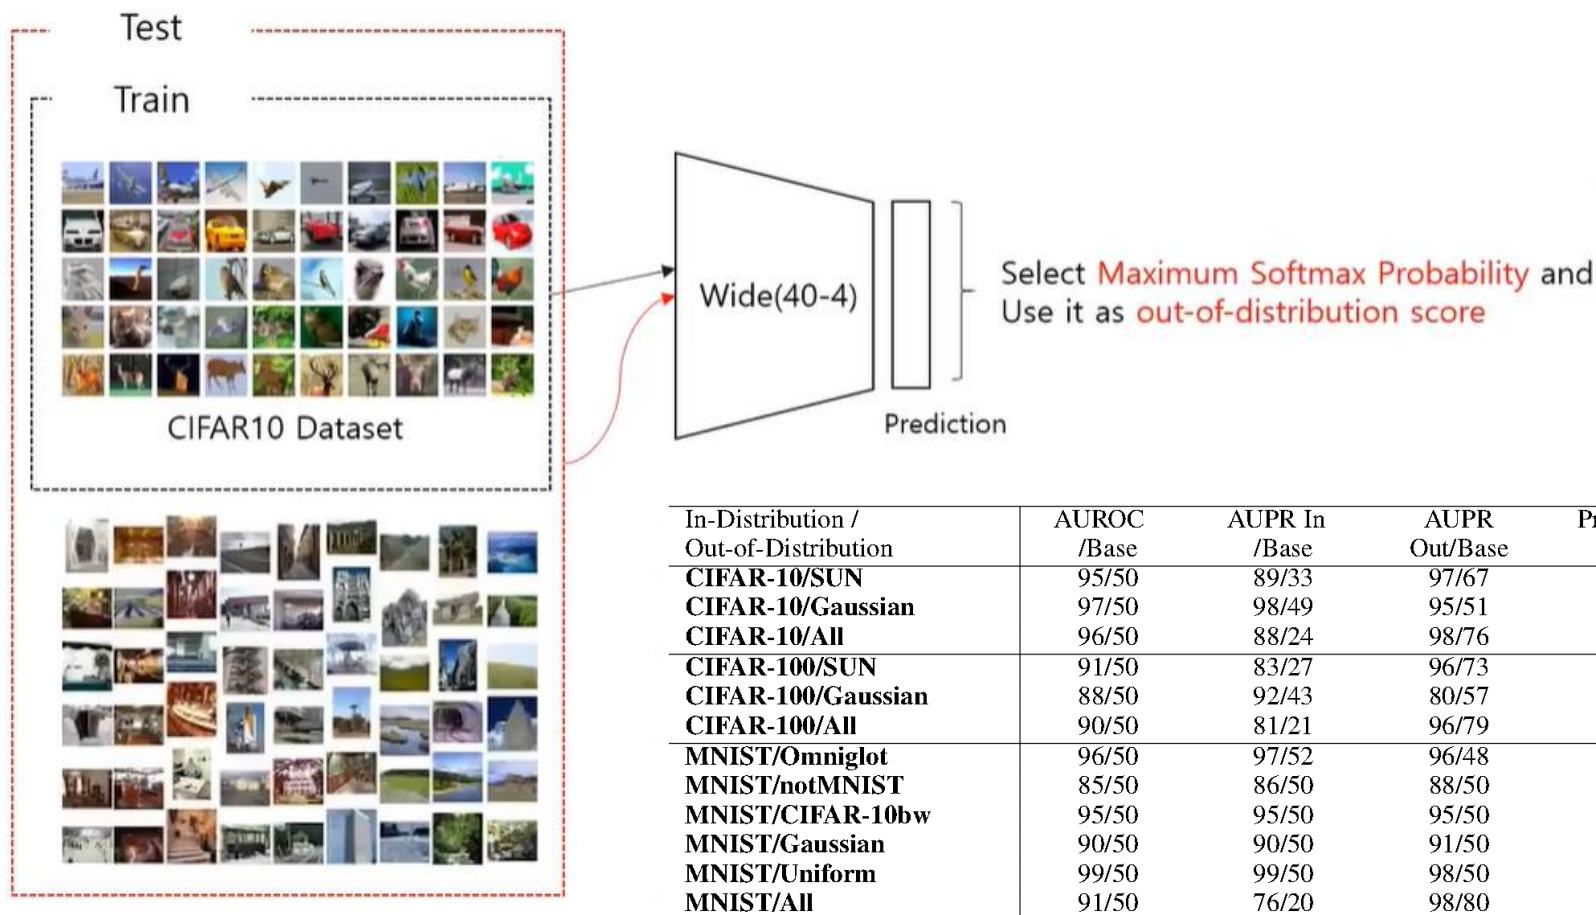 Test
Train
CIFAR10 Dataset
Wide(40-4)
Prediction
Select Maximum Softmax Probability and
Use it as out-of-distribution score
In-Distribution / AUROC AUPR In AUPR
Out-of-Distribution /Base /Base Out/Base
CIFAR-10/SUN 95/50 89/33 97/67
CIFAR-10/Gaussian 97/50 98/49 95/51
CIFAR-10/All 96/50 88/24 98/76
CIFAR-100/SUN 91/50 83/27 96/73
CIFAR-100/Gaussian 88/50 92/43 80/57
CIFAR-100/All 90/50 81/21 96/79
MNIST/Omniglot 96/50 97/52 96/48
MNIST/notMNIST 85/50 86/50 88/50
MNIST/CIFAR-10bw 95/50 95/50 95/50
MNIST/Gaussian 90/50 90/50 91/50
MNIST/Uniform 99/50 99/50 98/50
MNIST/All 91/50 76/20 98/80